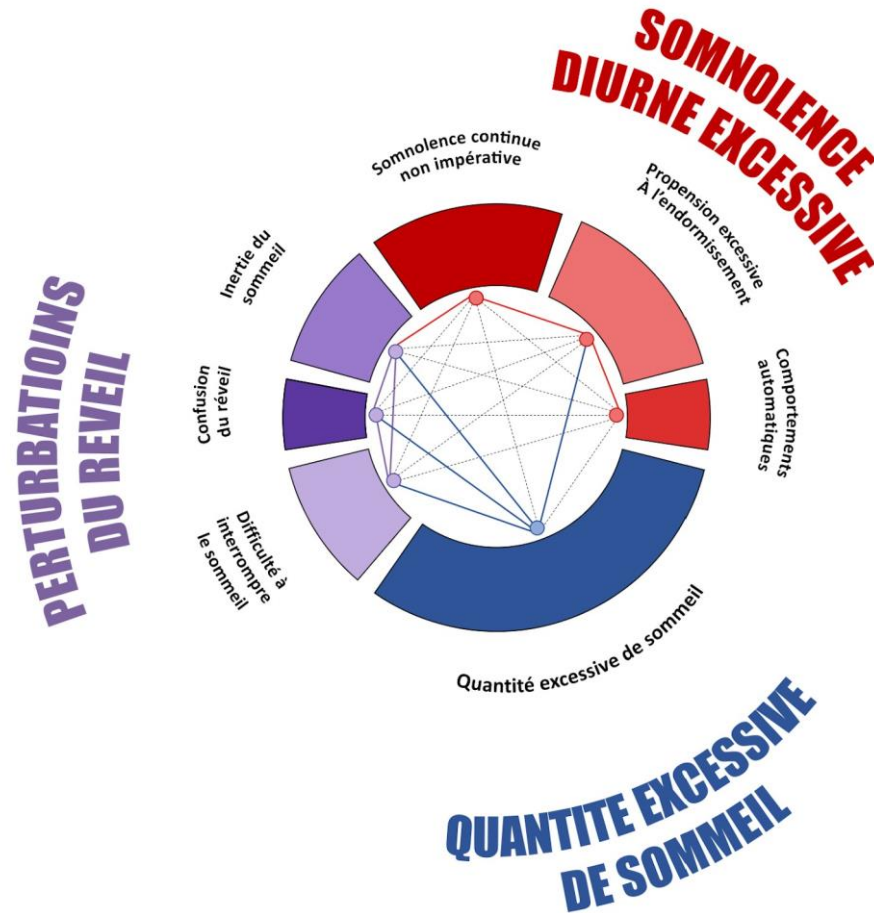 SOMNOLENCE
DIURNE EXCESSIVE
Somnolence continue
non impérative
Propension excessive
À l'endormissement
Inertie du
sommeil
Comportements
automatiques
Confusion
du réveil
PERTURBATIOINS
DU REVEIL
Difficulté à
interrompre
le sommeil
Quantité excessive de sommeil
QUANTITE EXCESSIVE
DE SOMMEIL